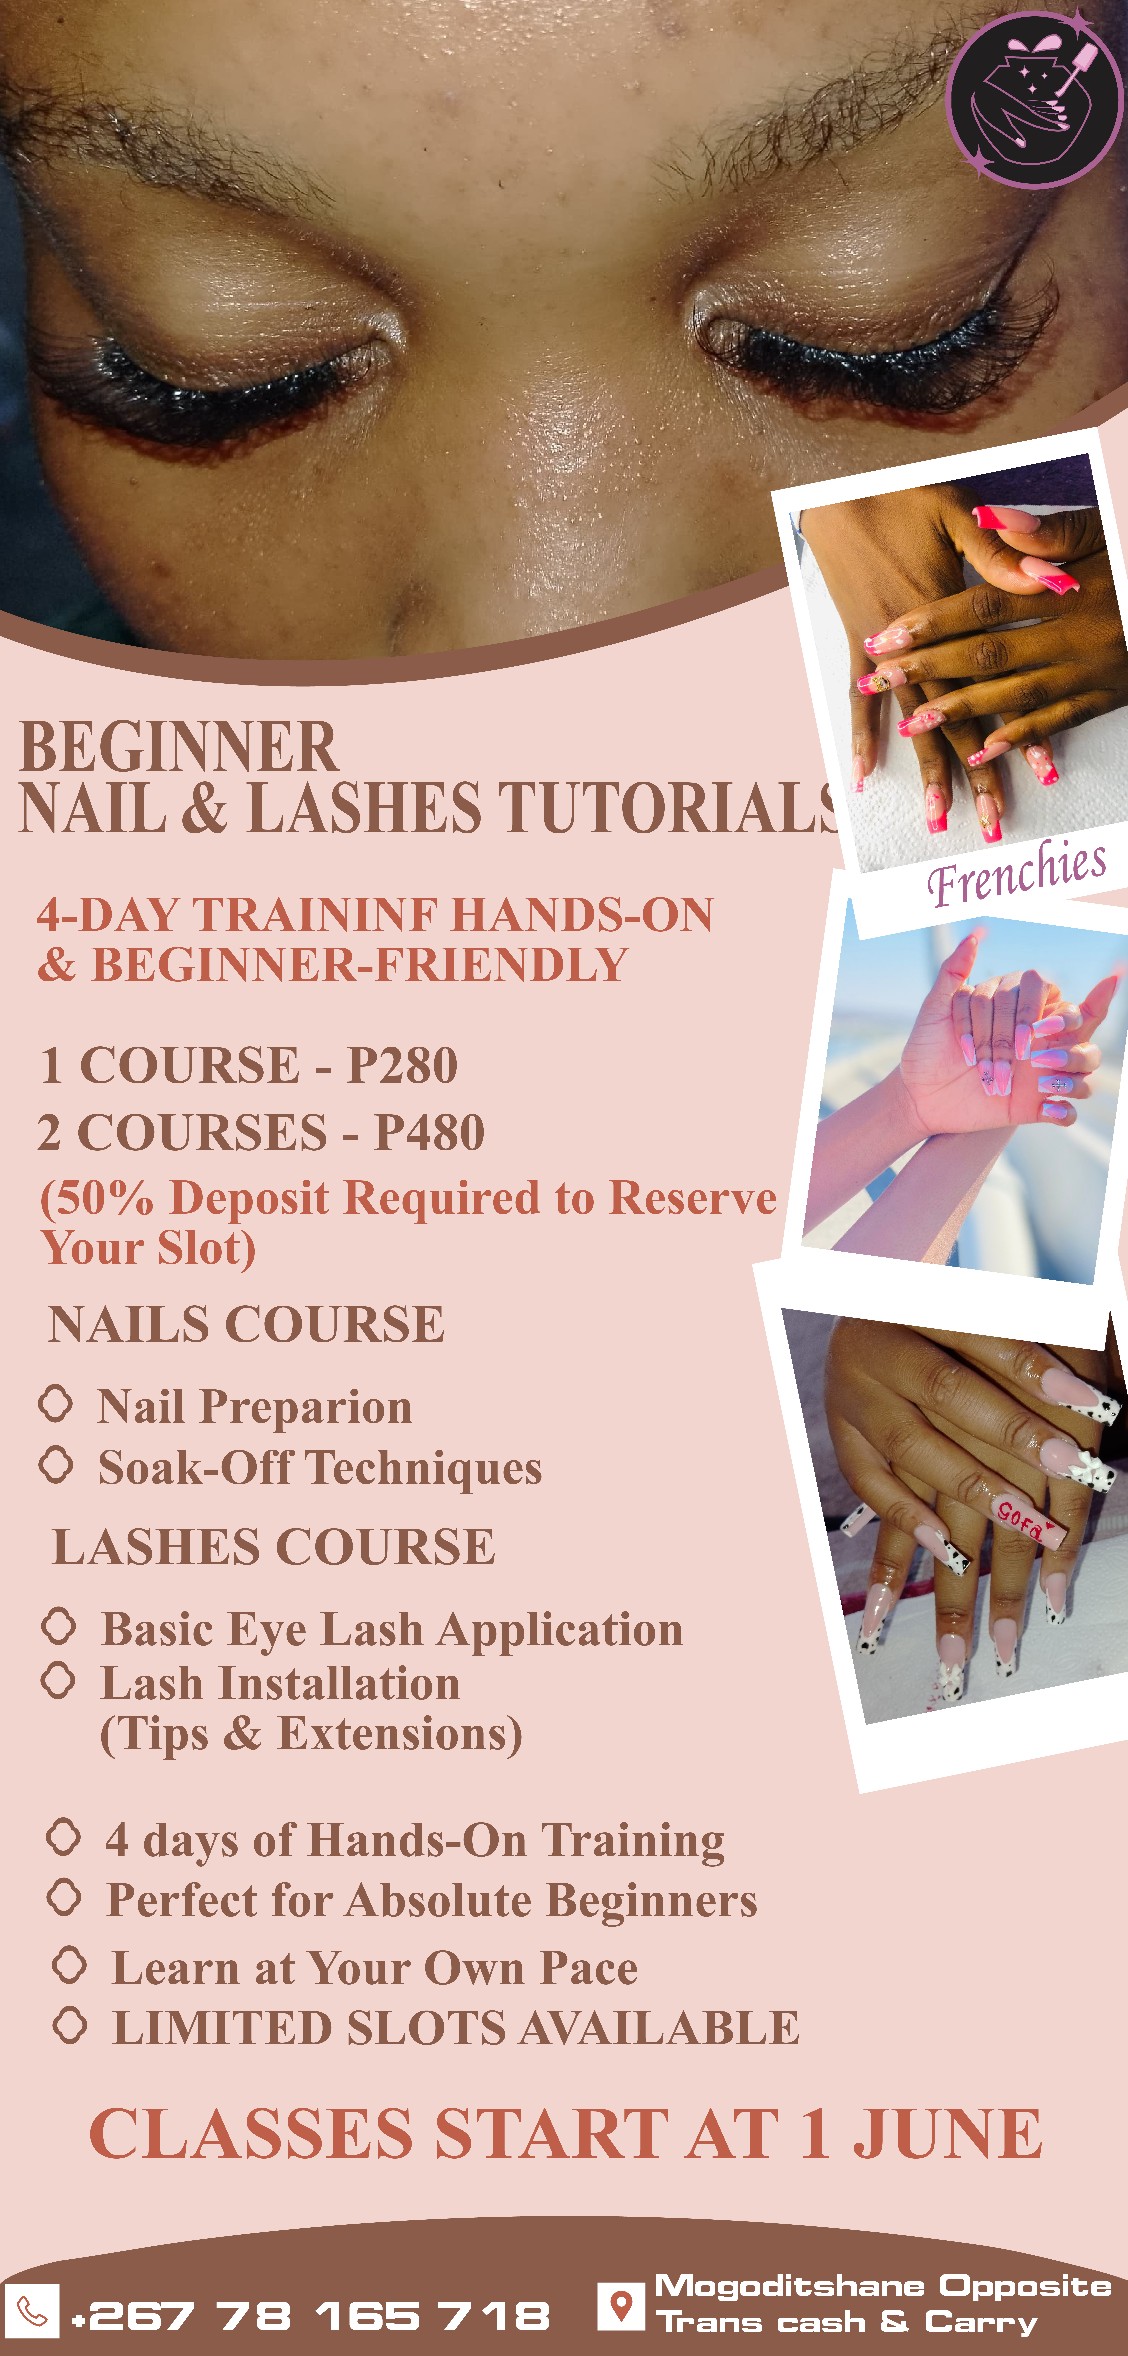 BEGINNER
NAIL & LASHES TUTORIALS
Frenchies
4-DAY TRAININF HANDS-ON
& BEGINNER-FRIENDLY
1 COURSE - P280
2 COURSES - P480
(50% Deposit Required to Reserve
Your Slot)
NAILS COURSE
Nail Preparion
Soak-Off Techniques
Gofa
LASHES COURSE
Basic Eye Lash Application
Lash Installation
(Tips & Extensions)
4 days of Hands-On Training
Perfect for Absolute Beginners
Learn at Your Own Pace
LIMITED SLOTS AVAILABLE
CLASSES START AT 1 JUNE
+267 78 165 718
Mogoditshane Opposite
Trans cash & Carry